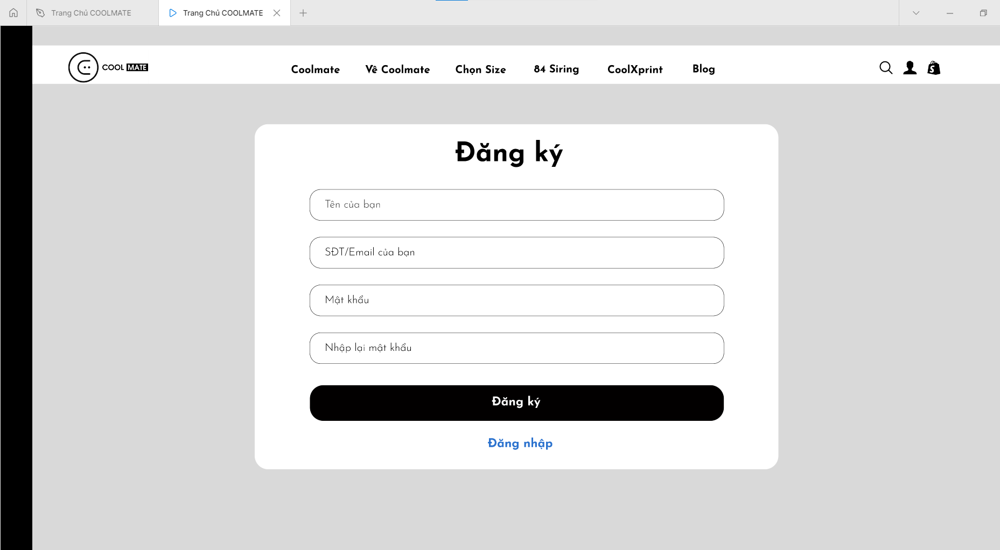 Trang Chủ COOLMATE
Trang Chủ COOLMATE
COOL MATE
Coolmate
Vê Coolmate
Chọn Size
84 Siring
CoolXprint
Blog
Đăng ký
Tên của bạn
SĐT/Email của bạn
Mật khẩu
Nhập lại mật khẩu
Đăng ký
Đăng nhập